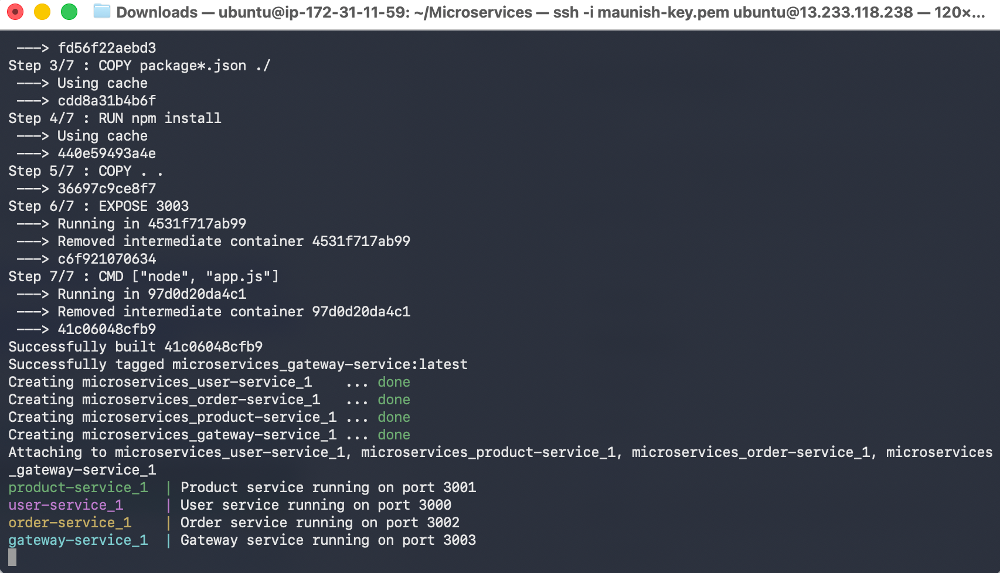 Downloads — ubuntu@ip-172-31-11-59: ~/Microservices — ssh -i maunish-key.pem ubuntu@13.233.118.238 — 120×...
---> fd56f22aebd3
Step 3/7 : COPY package*.json ./
---> Using cache
---> cdd8a31b4b6f
Step 4/7 : RUN npm install
---> Using cache
---> 440e59493a4e
Step 5/7 : COPY . .
---> 36697c9ce8f7
Step 6/7 : EXPOSE 3003
---> Running in 4531f717ab99
---> Removed intermediate container 4531f717ab99
---> c6f921070634
Step 7/7 : CMD ["node", "app.js"]
---> Running in 97d0d20da4c1
---> Removed intermediate container 97d0d20da4c1
---> 41c06048cfb9
Successfully built 41c06048cfb9
Successfully tagged microservices_gateway-service:latest
Creating microservices_user-service_1    ... done
Creating microservices_order-service_1   ... done
Creating microservices_product-service_1 ... done
Creating microservices_gateway-service_1 ... done
Attaching to microservices_user-service_1, microservices_product-service_1, microservices_order-service_1, microservices
_gateway-service_1
product-service_1  | Product service running on port 3001
user-service_1     | User service running on port 3000
order-service_1    | Order service running on port 3002
gateway-service_1  | Gateway service running on port 3003